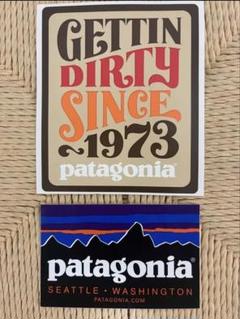 GETTIN
DIRTY
SINCE
~1973
patagonia
patagonia®
SEATTLE • WASHINGTON
PATAGONIA.COM